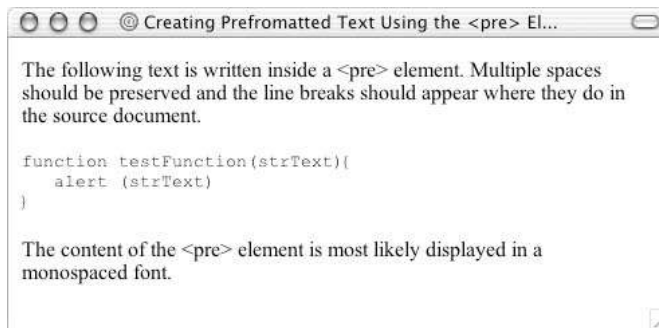 Creating Prefromatted Text Using the <pre> El...
The following text is written inside a <pre> element. Multiple spaces
should be preserved and the line breaks should appear where they do in
the source document.
function testFunction(strText){
   alert (strText)
}
The content of the <pre> element is most likely displayed in a
monospaced font.